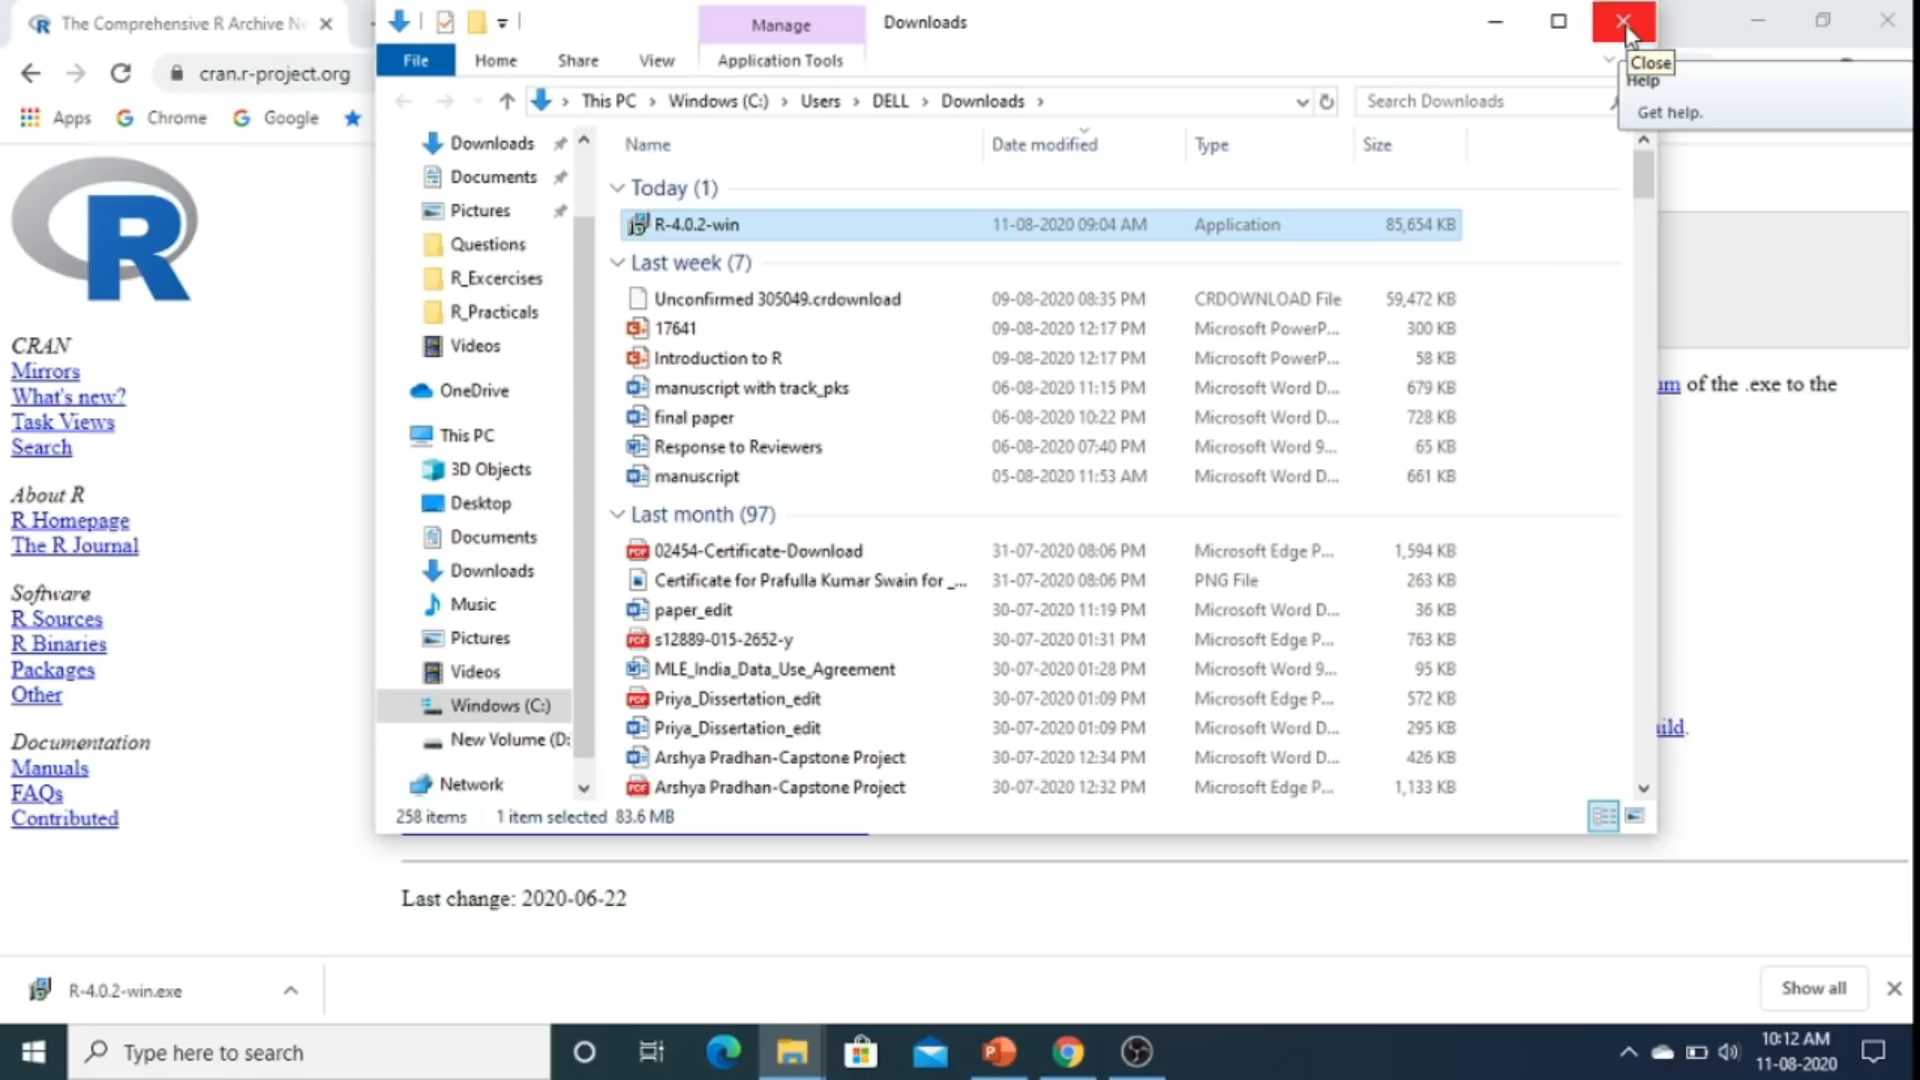 The Comprehensive R Archive Ne
Manage
Downloads
File
Home
Share
View
Application Tools
Close
Help
Get help.
cran.r-project.org
This PC
Windows (C:)
Users
DELL
Downloads
Search Downloads
Apps
Chrome
Google
Downloads
Documents
Pictures
Questions
R_Excercises
R_Practicals
Videos
OneDrive
This PC
3D Objects
Desktop
Documents
Downloads
Music
Pictures
Videos
Windows (C:)
New Volume (D:
Network
Name Date modified Type Size
Today (1)
R-4.0.2-win 11-08-2020 09:04 AM Application 85,654 KB
Last week (7)
Unconfirmed 305049.crdownload 09-08-2020 08:35 PM CRDOWNLOAD File 59,472 KB
17641 09-08-2020 12:17 PM Microsoft PowerP... 300 KB
Introduction to R 09-08-2020 12:17 PM Microsoft PowerP... 58 KB
manuscript with track_pks 06-08-2020 11:15 PM Microsoft Word D... 679 KB
final paper 06-08-2020 10:22 PM Microsoft Word D... 728 KB
Response to Reviewers 06-08-2020 07:40 PM Microsoft Word 9... 65 KB
manuscript 05-08-2020 11:53 AM Microsoft Word D... 661 KB
Last month (97)
02454-Certificate-Download 31-07-2020 08:06 PM Microsoft Edge P... 1,594 KB
Certificate for Prafulla Kumar Swain for _... 31-07-2020 08:06 PM PNG File 263 KB
paper_edit 30-07-2020 11:19 PM Microsoft Word D... 36 KB
s12889-015-2652-y 30-07-2020 01:31 PM Microsoft Edge P... 763 KB
MLE_India_Data_Use_Agreement 30-07-2020 01:28 PM Microsoft Word 9... 95 KB
Priya_Dissertation_edit 30-07-2020 01:09 PM Microsoft Edge P... 572 KB
Priya_Dissertation_edit 30-07-2020 01:09 PM Microsoft Word D... 295 KB
Arshya Pradhan-Capstone Project 30-07-2020 12:34 PM Microsoft Word D... 426 KB
Arshya Pradhan-Capstone Project 30-07-2020 12:32 PM Microsoft Edge P... 1,133 KB
258 items 1 item selected 83.6 MB
R
CRAN
Mirrors
What's new?
Task Views
Search
About R
R Homepage
The R Journal
Software
R Sources
R Binaries
Packages
Other
Documentation
Manuals
FAQs
Contributed
um of the .exe to the
uild.
Last change: 2020-06-22
R-4.0.2-win.exe
Show all
Type here to search
10:12 AM
11-08-2020